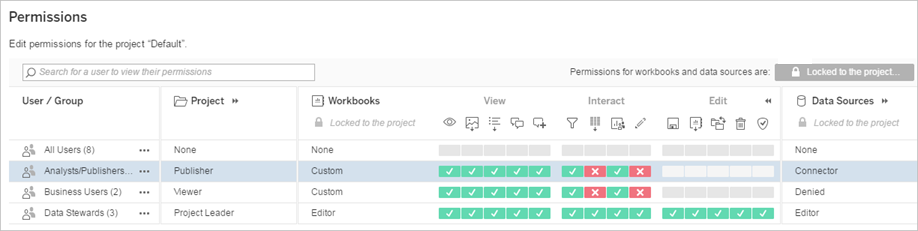 Permissions
Edit permissions for the project “Default”.
Search for a user to view their permissions
Permissions for workbooks and data sources are: Locked to the project...
User / Group Project Workbooks View Interact Edit Data Sources
Locked to the project Locked to the project
All Users (8) None None None
Analysts/Publishers... Publisher Custom Connector
Business Users (2) Viewer Custom Denied
Data Stewards (3) Project Leader Editor Editor